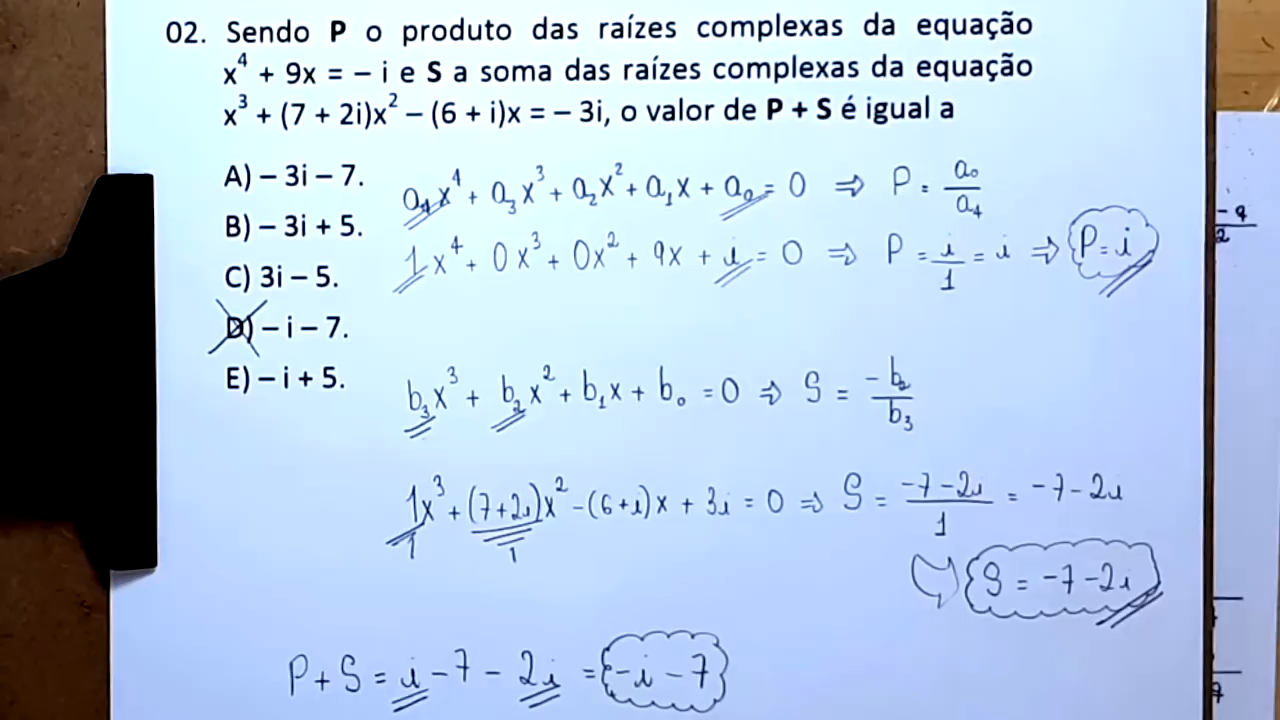 02. Sendo P o produto das raízes complexas da equação
x⁴ + 9x = – i e S a soma das raízes complexas da equação
x³ + (7 + 2i)x² – (6 + i)x = – 3i, o valor de P + S é igual a
A) – 3i – 7.
B) – 3i + 5.
C) 3i – 5.
D) – i – 7.
E) – i + 5.
a₄x⁴ + a₃x³ + a₂x² + a₁x + a₀ = 0 ⇒ P = a₀/a₄
1x⁴ + 0x³ + 0x² + 9x + i = 0 ⇒ P = i/1 = i ⇒ P = i
b₃x³ + b₂x² + b₁x + b₀ = 0 ⇒ S = -b₂/b₃
1x³ + (7+2i)x² - (6+i)x + 3i = 0 ⇒ S = -7-2i/1 = -7-2i
S = -7-2i
P+S = i - 7 - 2i = -i - 7